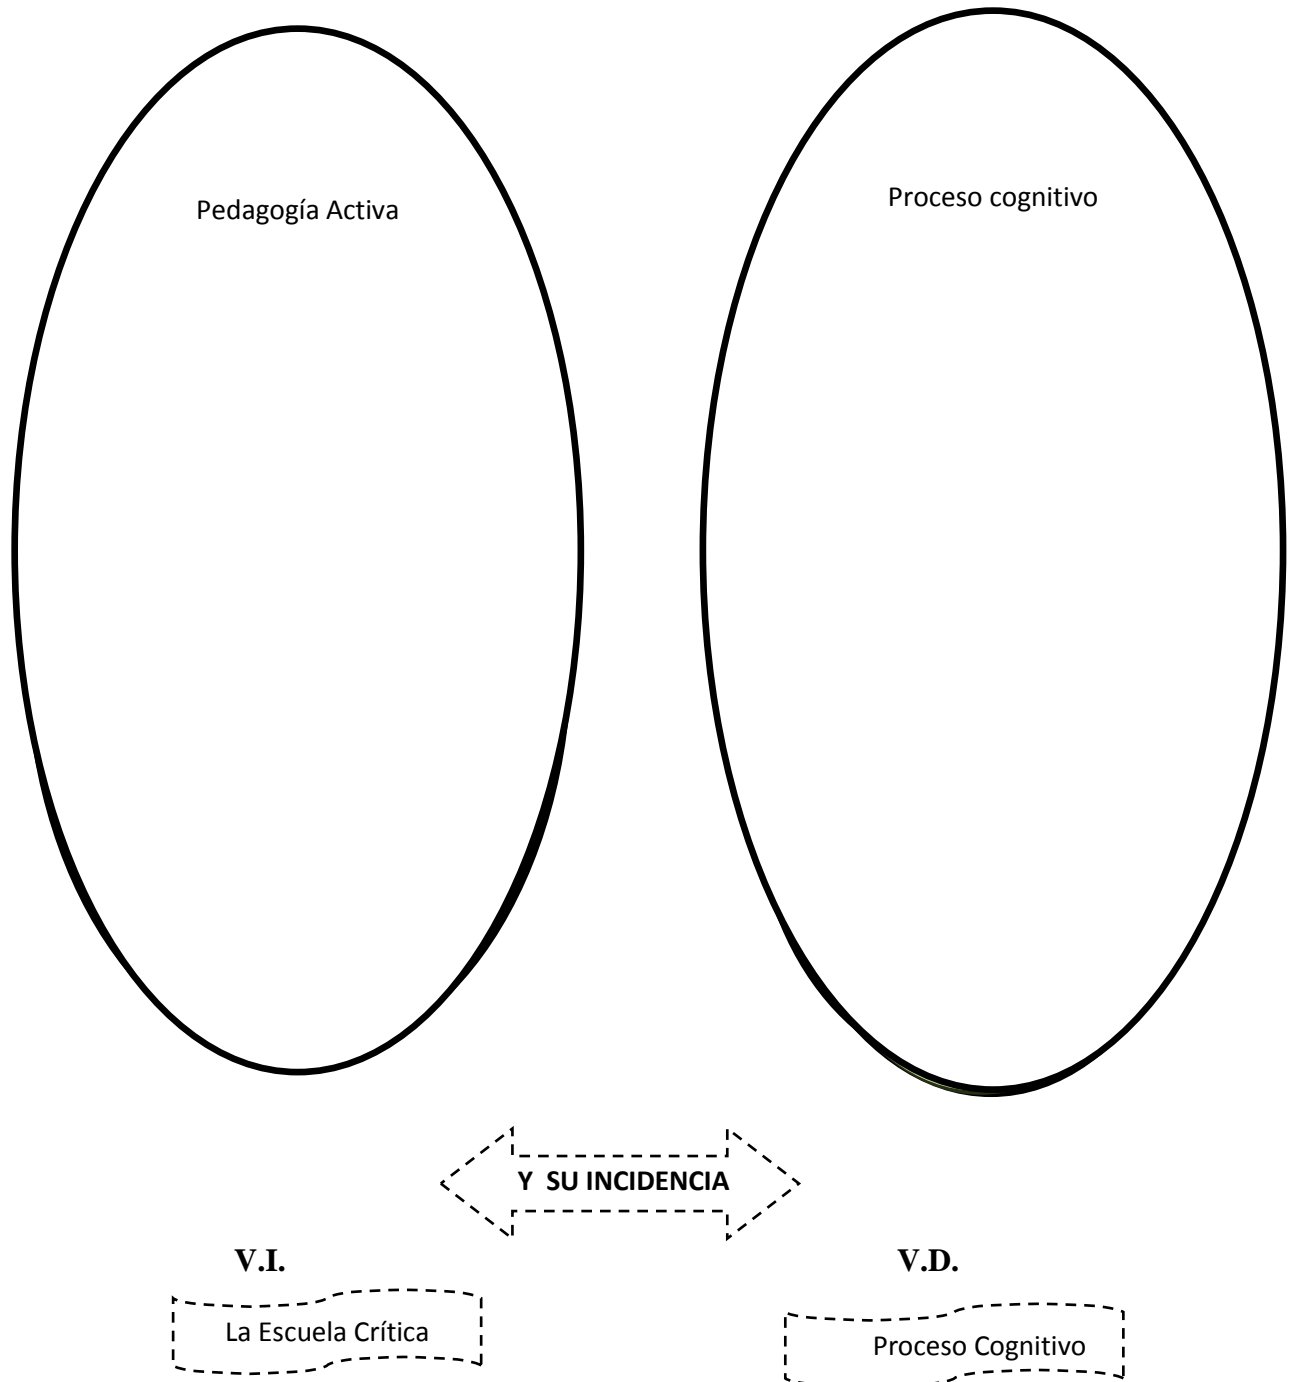 Pedagogía Activa
Proceso cognitivo
Y SU INCIDENCIA
V.I.
V.D.
La Escuela Crítica
Proceso Cognitivo